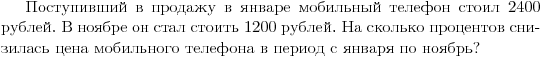 Поступивший в продажу в январе мобильный телефон стоил 2400
рублей. В ноябре он стал стоить 1200 рублей. На сколько процентов сни-
зилась цена мобильного телефона в период с января по ноябрь?